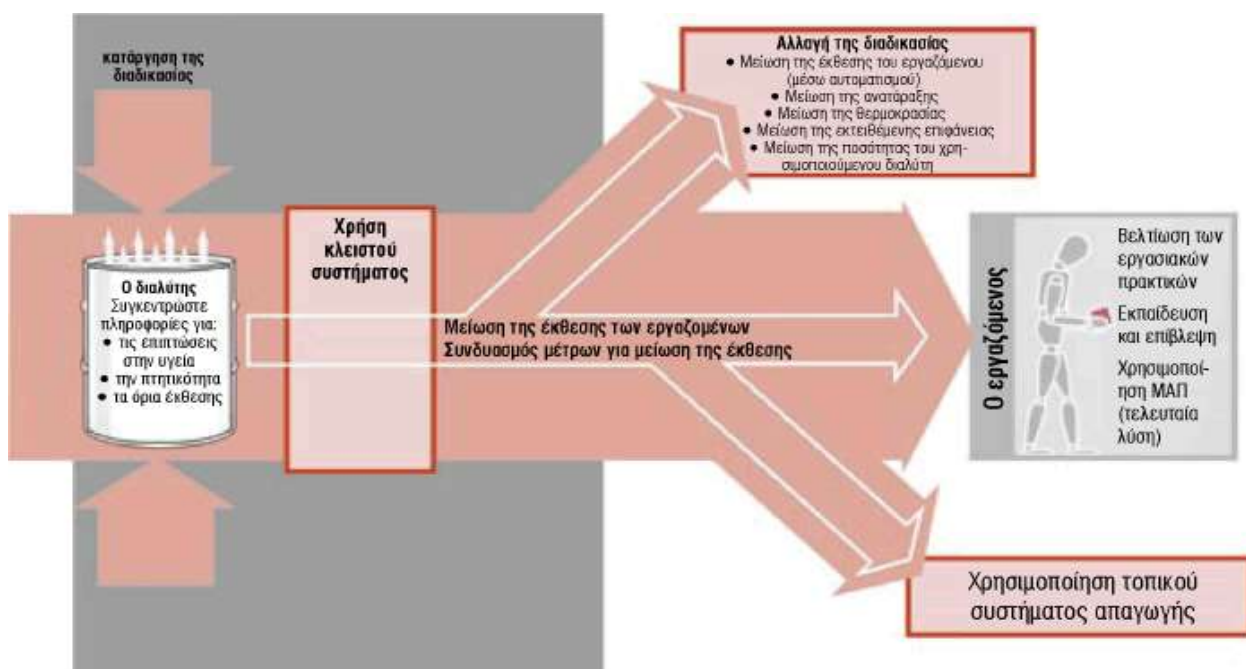 κατάργηση της
διαδικασίας
Αλλαγή της διαδικασίας
• Μείωση της έκθεσης του εργαζόμενου
(μέσω αυτοματισμού)
• Μείωση της ανατάραξης
• Μείωση της θερμοκρασίας
• Μείωση της εκτειθέμενης επιφάνειας
• Μείωση της ποσότητας του χρη-
σιμοποιούμενου διαλύτη
Χρήση
κλειστού
συστήματος
Ο διαλύτης
Συγκεντρώστε
πληροφορίες για:
• τις επιπτώσεις
στην υγεία
• την πτητικότητα
• τα όρια έκθεσης
Μείωση της έκθεσης των εργαζομένων
Συνδυασμός μέτρων για μείωση της έκθεσης
Ο εργαζόμενος
Βελτίωση των
εργασιακών
πρακτικών
Εκπαίδευση
και επίβλεψη
Χρησιμοποί-
ηση ΜΑΠ
(τελευταία
λύση)
Χρησιμοποίηση τοπικού
συστήματος απαγωγής